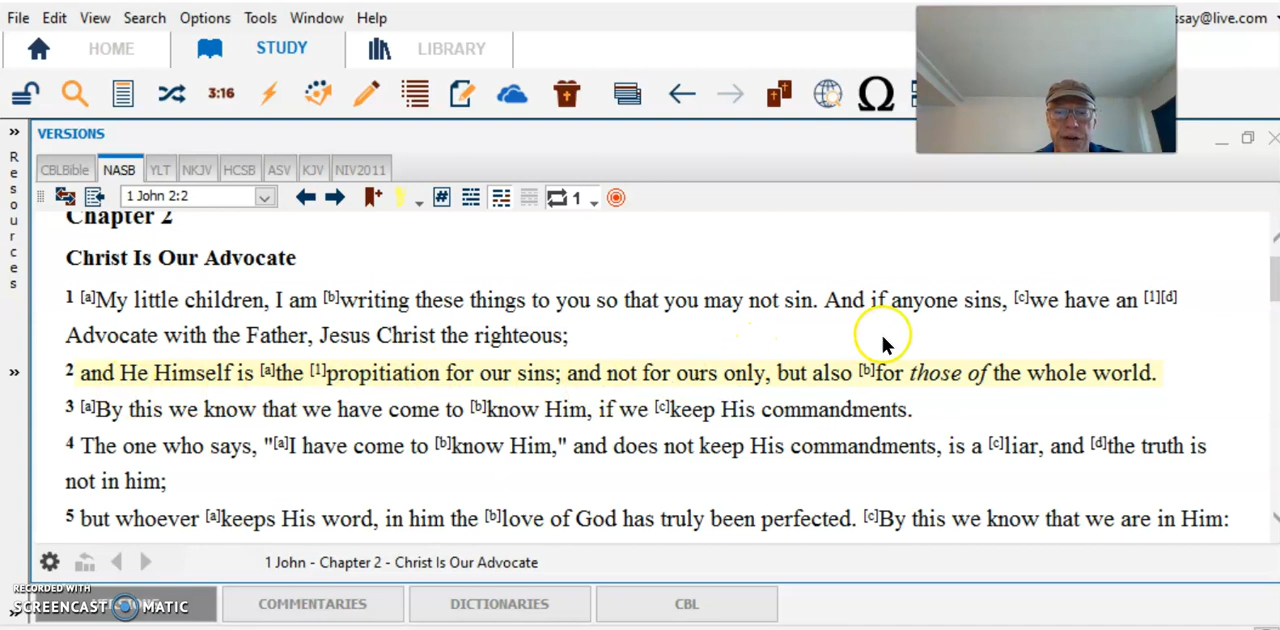 File Edit View Search Options Tools Window Help ssay@live.com
HOME STUDY LIBRARY
3:16 Ω
» VERSIONS
Resources
CBLBible NASB YLT NKJV HCSB ASV KJV NIV2011
1 John 2:2 # 1
Chapter 2
Christ Is Our Advocate
1 [a]My little children, I am [b]writing these things to you so that you may not sin. And if anyone sins, [c]we have an [1][d]
Advocate with the Father, Jesus Christ the righteous;
2 and He Himself is [a]the [1]propitiation for our sins; and not for ours only, but also [b]for those of the whole world.
»
3 [a]By this we know that we have come to [b]know Him, if we [c]keep His commandments.
4 The one who says, "[a]I have come to [b]know Him," and does not keep His commandments, is a [c]liar, and [d]the truth is
not in him;
5 but whoever [a]keeps His word, in him the [b]love of God has truly been perfected. [c]By this we know that we are in Him:
1 John - Chapter 2 - Christ Is Our Advocate
RECORDED WITH
SCREENCAST MATIC
COMMENTARIES DICTIONARIES CBL